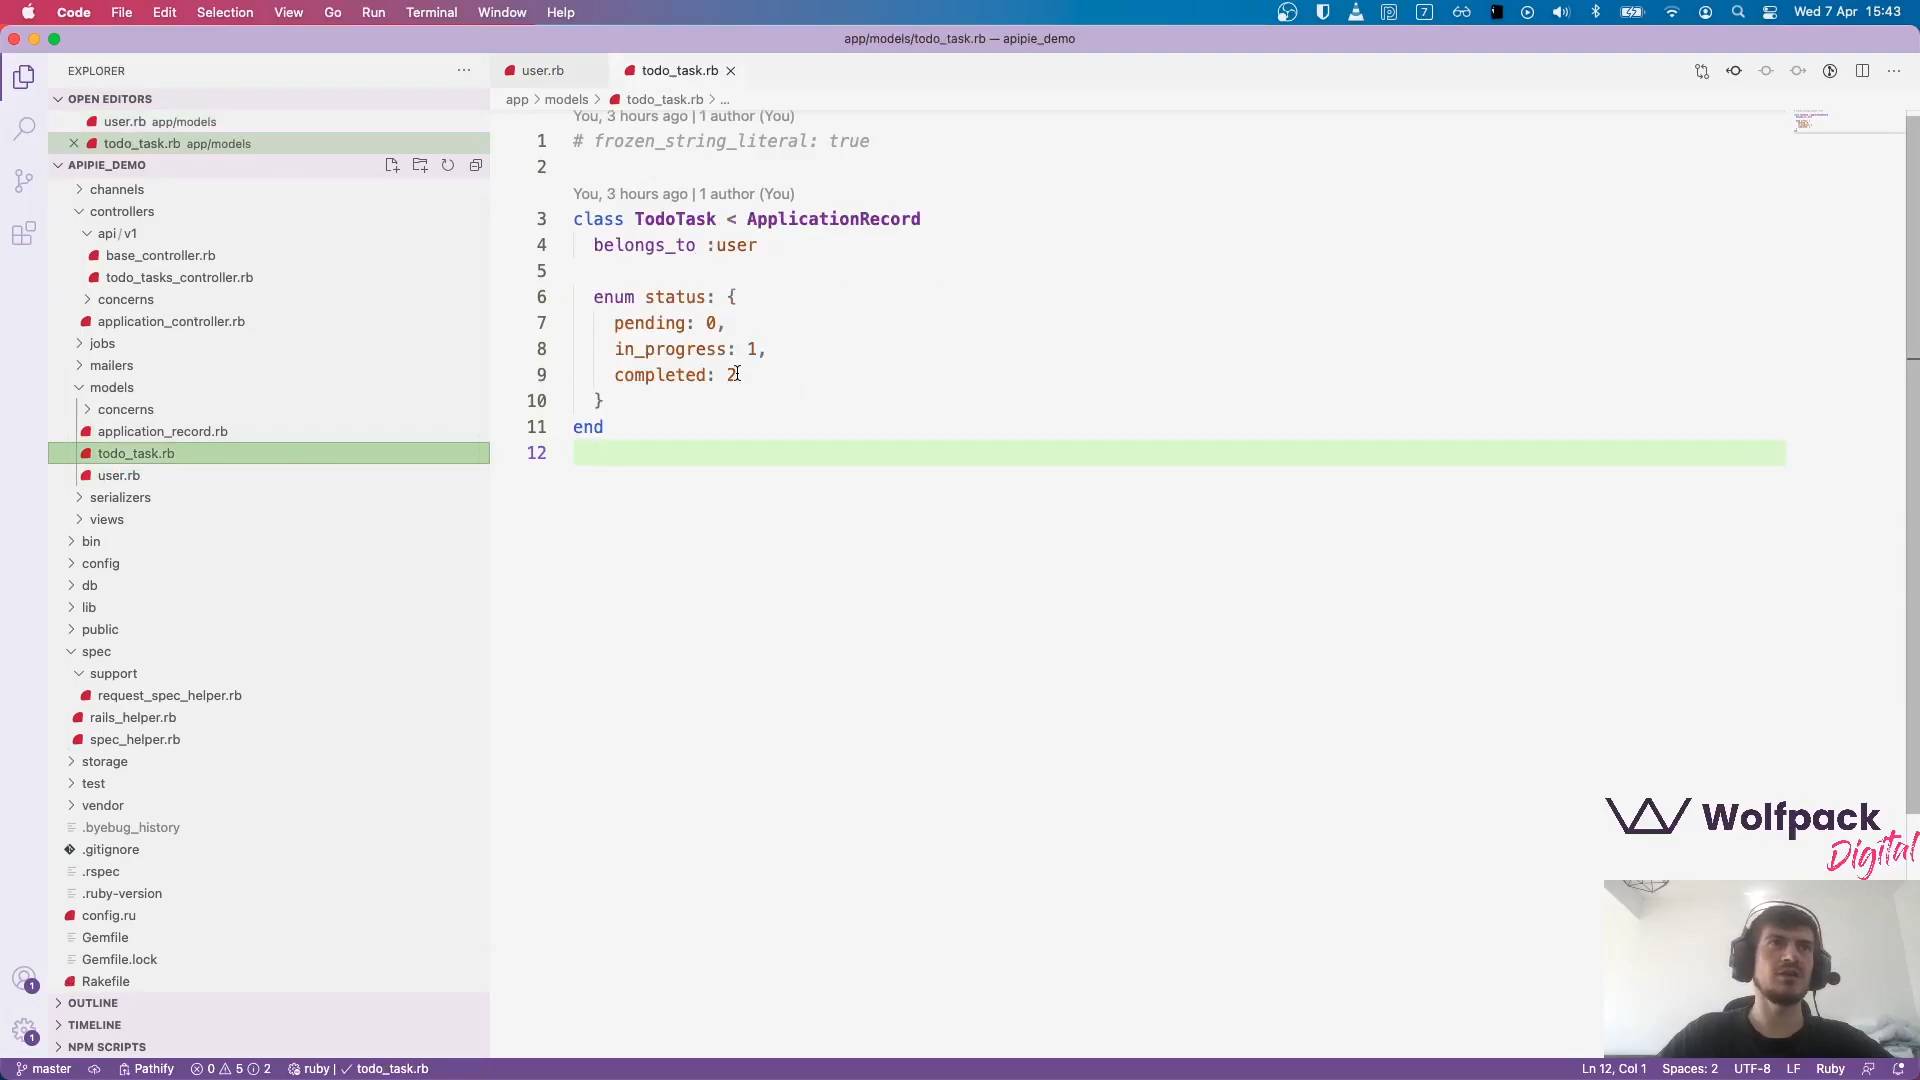 Code File Edit Selection View Go Run Terminal Window Help 7 Wed 7 Apr 15:43
app/models/todo_task.rb — apipie_demo
EXPLORER
OPEN EDITORS
user.rb app/models
todo_task.rb app/models
APIPIE_DEMO
channels
controllers
api/v1
base_controller.rb
todo_tasks_controller.rb
concerns
application_controller.rb
jobs
mailers
models
concerns
application_record.rb
todo_task.rb
user.rb
serializers
views
bin
config
db
lib
public
spec
support
request_spec_helper.rb
rails_helper.rb
spec_helper.rb
storage
test
vendor
.byebug_history
.gitignore
.rspec
.ruby-version
config.ru
Gemfile
Gemfile.lock
Rakefile
OUTLINE
TIMELINE
NPM SCRIPTS
1
1
user.rb todo_task.rb
app > models > todo_task.rb > ...
You, 3 hours ago | 1 author (You)
1 # frozen_string_literal: true
2
You, 3 hours ago | 1 author (You)
3 class TodoTask < ApplicationRecord
4 belongs_to :user
5
6 enum status: {
7 pending: 0,
8 in_progress: 1,
9 completed: 2
10 }
11 end
12
Wolfpack
Digital
master Pathify 0 5 2 ruby | ✓ todo_task.rb Ln 12, Col 1 Spaces: 2 UTF-8 LF Ruby